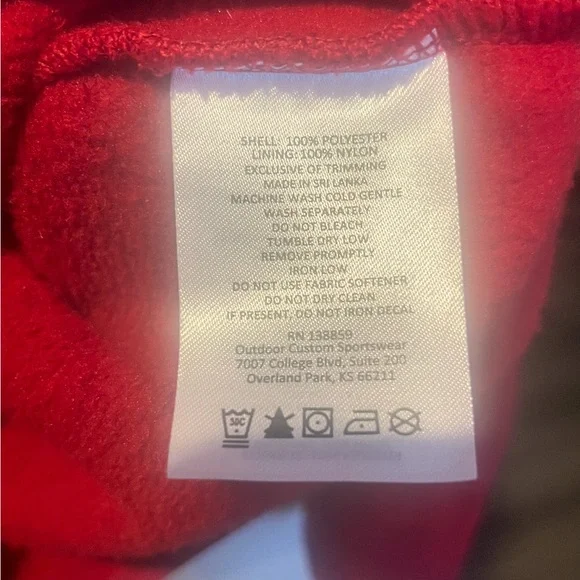 SHELL: 100% POLYESTER
LINING: 100% NYLON
EXCLUSIVE OF TRIMMING
MADE IN SRI LANKA
MACHINE WASH COLD GENTLE
WASH SEPARATELY
DO NOT BLEACH
TUMBLE DRY LOW
REMOVE PROMPTLY
IRON LOW
DO NOT USE FABRIC SOFTENER
DO NOT DRY CLEAN
IF PRESENT, DO NOT IRON DECAL
RN 138859
Outdoor Custom Sportswear
7007 College Blvd, Suite 200
Overland Park, KS 66211